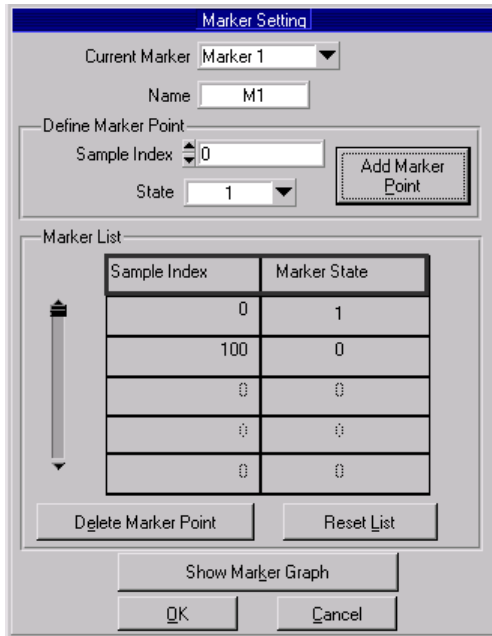 Marker Setting
Current Marker Marker 1
Name M1
Define Marker Point
Sample Index 0
State 1
Add Marker Point
Marker List
Sample Index Marker State
0 1
100 0
0 0
0 0
0 0
Delete Marker Point Reset List
Show Marker Graph
OK Cancel